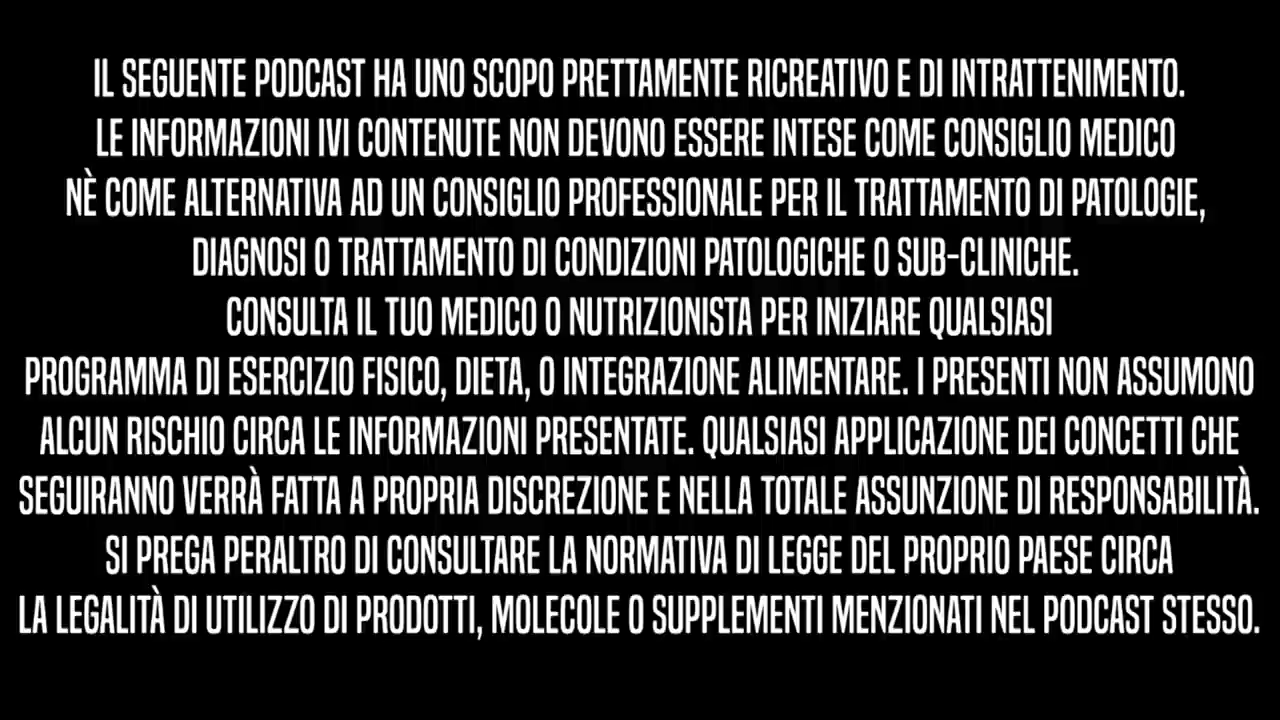 IL SEGUENTE PODCAST HA UNO SCOPO PRETTAMENTE RICREATIVO E DI INTRATTENIMENTO.
LE INFORMAZIONI IVI CONTENUTE NON DEVONO ESSERE INTESE COME CONSIGLIO MEDICO
NÈ COME ALTERNATIVA AD UN CONSIGLIO PROFESSIONALE PER IL TRATTAMENTO DI PATOLOGIE,
DIAGNOSI O TRATTAMENTO DI CONDIZIONI PATOLOGICHE O SUB-CLINICHE.
CONSULTA IL TUO MEDICO O NUTRIZIONISTA PER INIZIARE QUALSIASI
PROGRAMMA DI ESERCIZIO FISICO, DIETA, O INTEGRAZIONE ALIMENTARE. I PRESENTI NON ASSUMONO
ALCUN RISCHIO CIRCA LE INFORMAZIONI PRESENTATE. QUALSIASI APPLICAZIONE DEI CONCETTI CHE
SEGUIRANNO VERRÀ FATTA A PROPRIA DISCREZIONE E NELLA TOTALE ASSUNZIONE DI RESPONSABILITÀ.
SI PREGA PERALTRO DI CONSULTARE LA NORMATIVA DI LEGGE DEL PROPRIO PAESE CIRCA
LA LEGALITÀ DI UTILIZZO DI PRODOTTI, MOLECOLE O SUPPLEMENTI MENZIONATI NEL PODCAST STESSO.